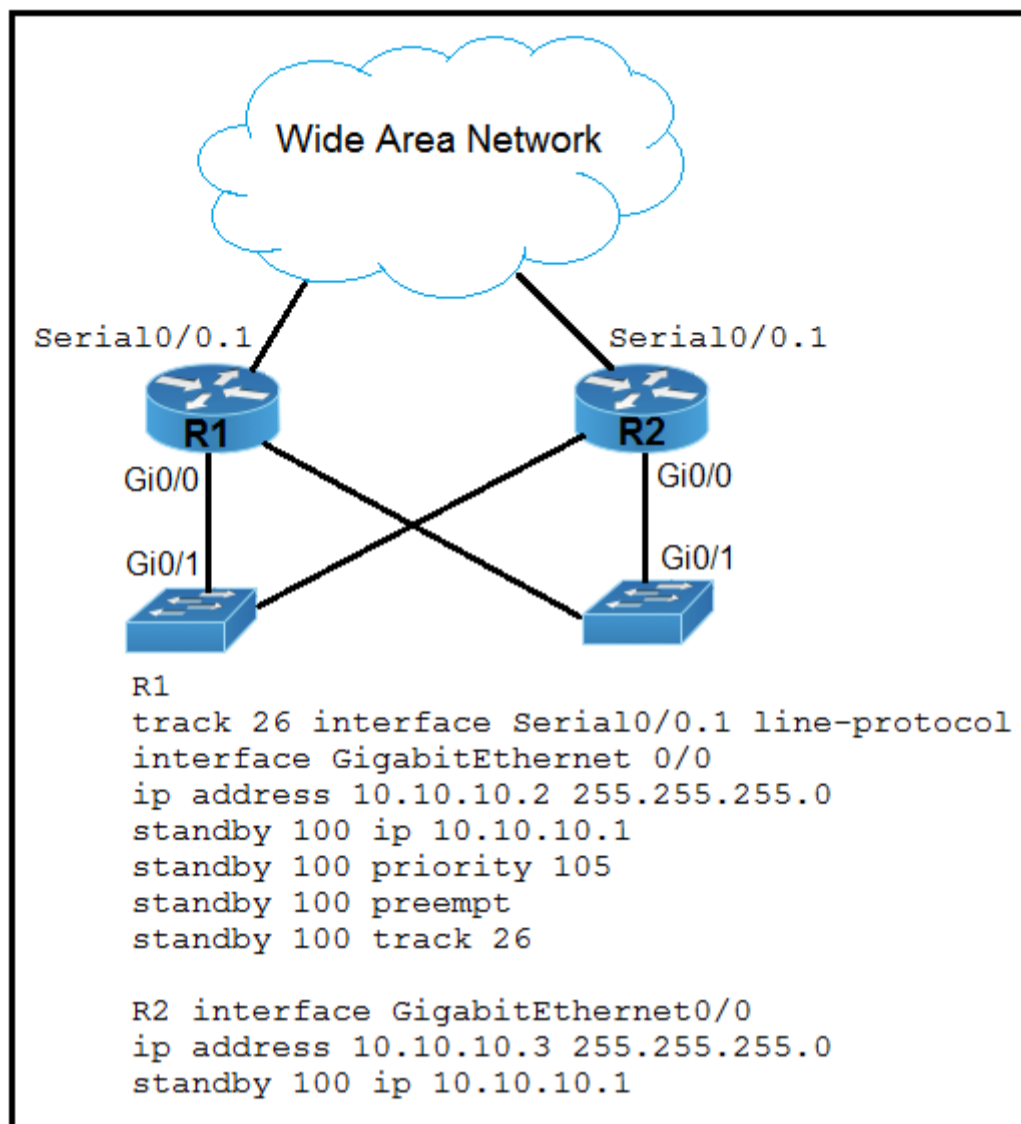 Wide Area Network
Serial0/0.1
Serial0/0.1
R1
R2
Gi0/0
Gi0/0
Gi0/1
Gi0/1
R1
track 26 interface Serial0/0.1 line-protocol
interface GigabitEthernet 0/0
ip address 10.10.10.2 255.255.255.0
standby 100 ip 10.10.10.1
standby 100 priority 105
standby 100 preempt
standby 100 track 26
R2 interface GigabitEthernet0/0
ip address 10.10.10.3 255.255.255.0
standby 100 ip 10.10.10.1